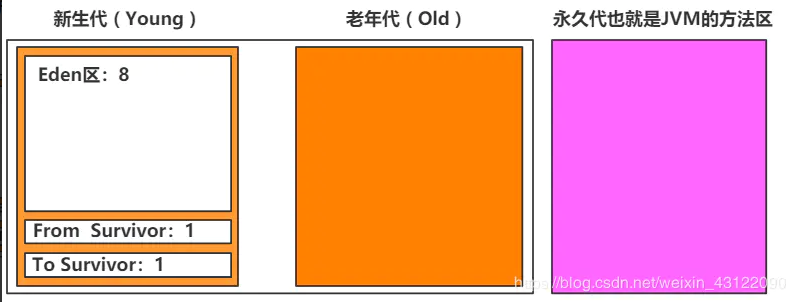 新生代（Young）
老年代（Old）
永久代也就是JVM的方法区
Eden区：8
From Survivor：1
To Survivor：1
https://blog.csdn.net/weixin_43122090